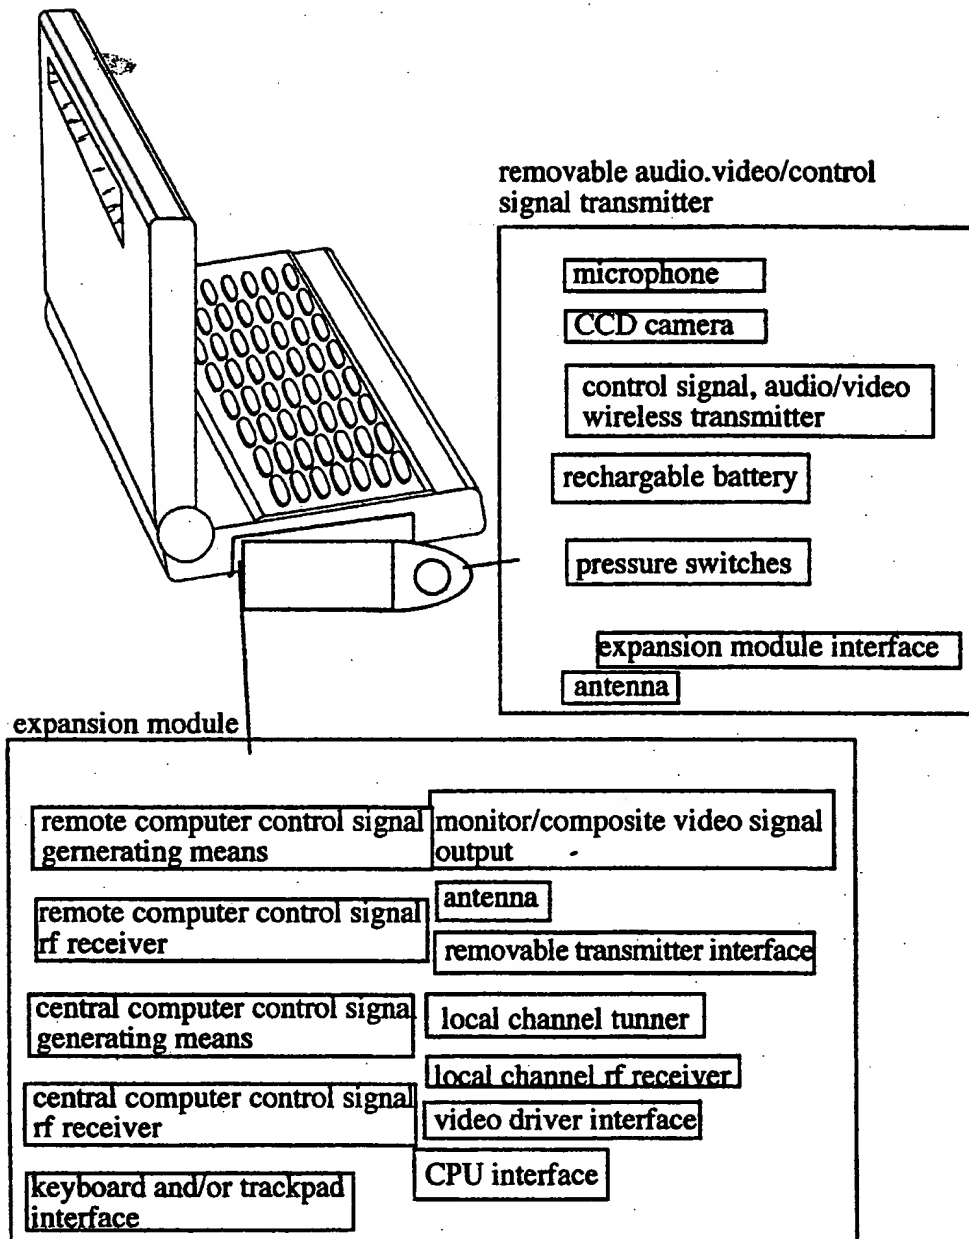 removable audio.video/control
signal transmitter
microphone
CCD camera
control signal, audio/video
wireless transmitter
rechargable battery
pressure switches
expansion module interface
antenna
expansion module
remote computer control signal
gernerating means
remote computer control signal
rf receiver
central computer control signal
generating means
central computer control signal
rf receiver
keyboard and/or trackpad
interface
monitor/composite video signal
output
antenna
removable transmitter interface
local channel tunner
local channel rf receiver
video driver interface
CPU interface